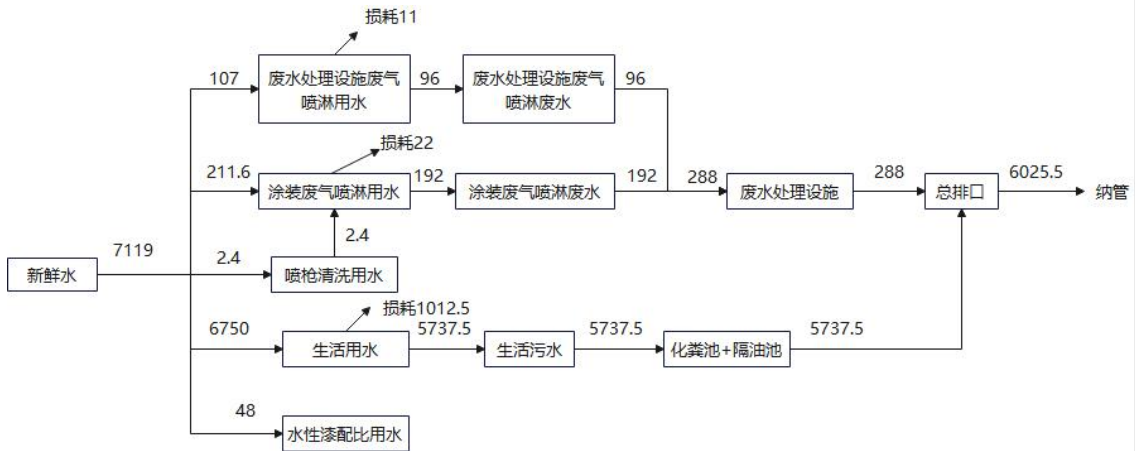 损耗11
107
废水处理设施废气
喷淋用水
96
废水处理设施废气
喷淋废水
96
损耗22
211.6
涂装废气喷淋用水
192
涂装废气喷淋废水
192
288
废水处理设施
288
总排口
6025.5
纳管
2.4
新鲜水
7119
2.4
喷枪清洗用水
损耗1012.5
6750
生活用水
5737.5
生活污水
5737.5
化粪池+隔油池
5737.5
48
水性漆配比用水